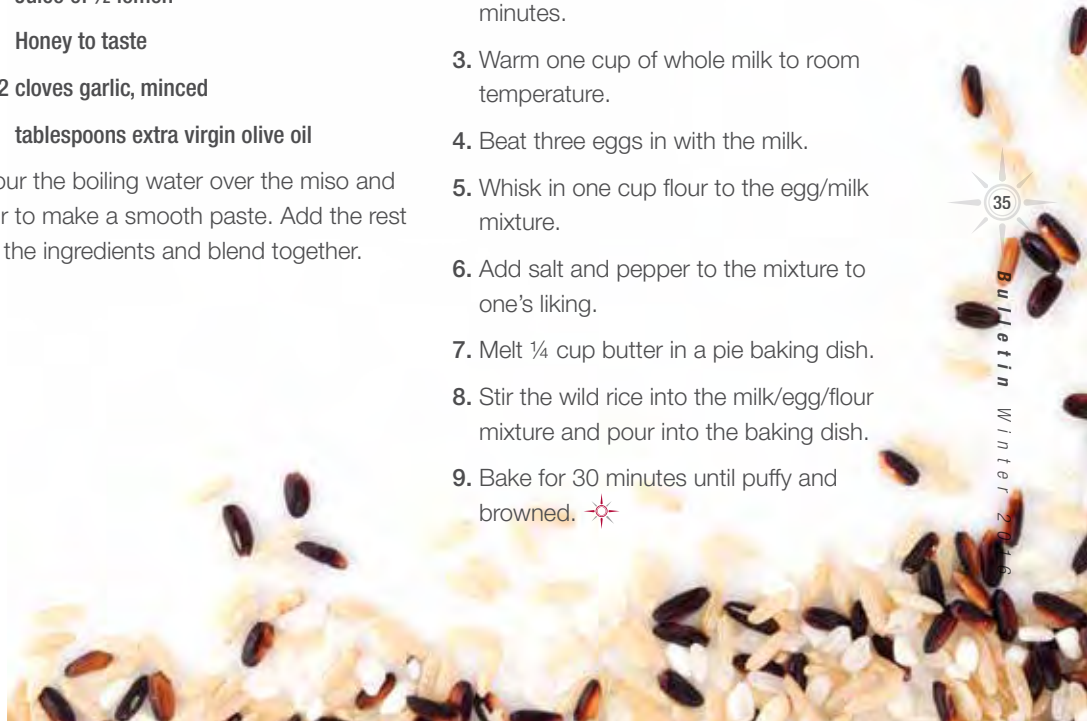 Honey to taste
2 cloves garlic, minced
tablespoons extra virgin olive oil
our the boiling water over the miso and
r to make a smooth paste. Add the rest
the ingredients and blend together.
minutes.
3. Warm one cup of whole milk to room
temperature.
4. Beat three eggs in with the milk.
5. Whisk in one cup flour to the egg/milk
mixture.
6. Add salt and pepper to the mixture to
one’s liking.
7. Melt ¼ cup butter in a pie baking dish.
8. Stir the wild rice into the milk/egg/flour
mixture and pour into the baking dish.
9. Bake for 30 minutes until puffy and
browned.
35
Bulletin Winter 2016